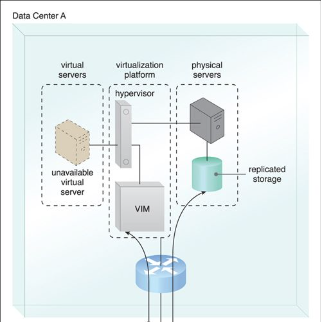 Data Center A
virtual
servers
virtualization
platform
physical
servers
hypervisor
unavailable
virtual
server
VIM
replicated
storage